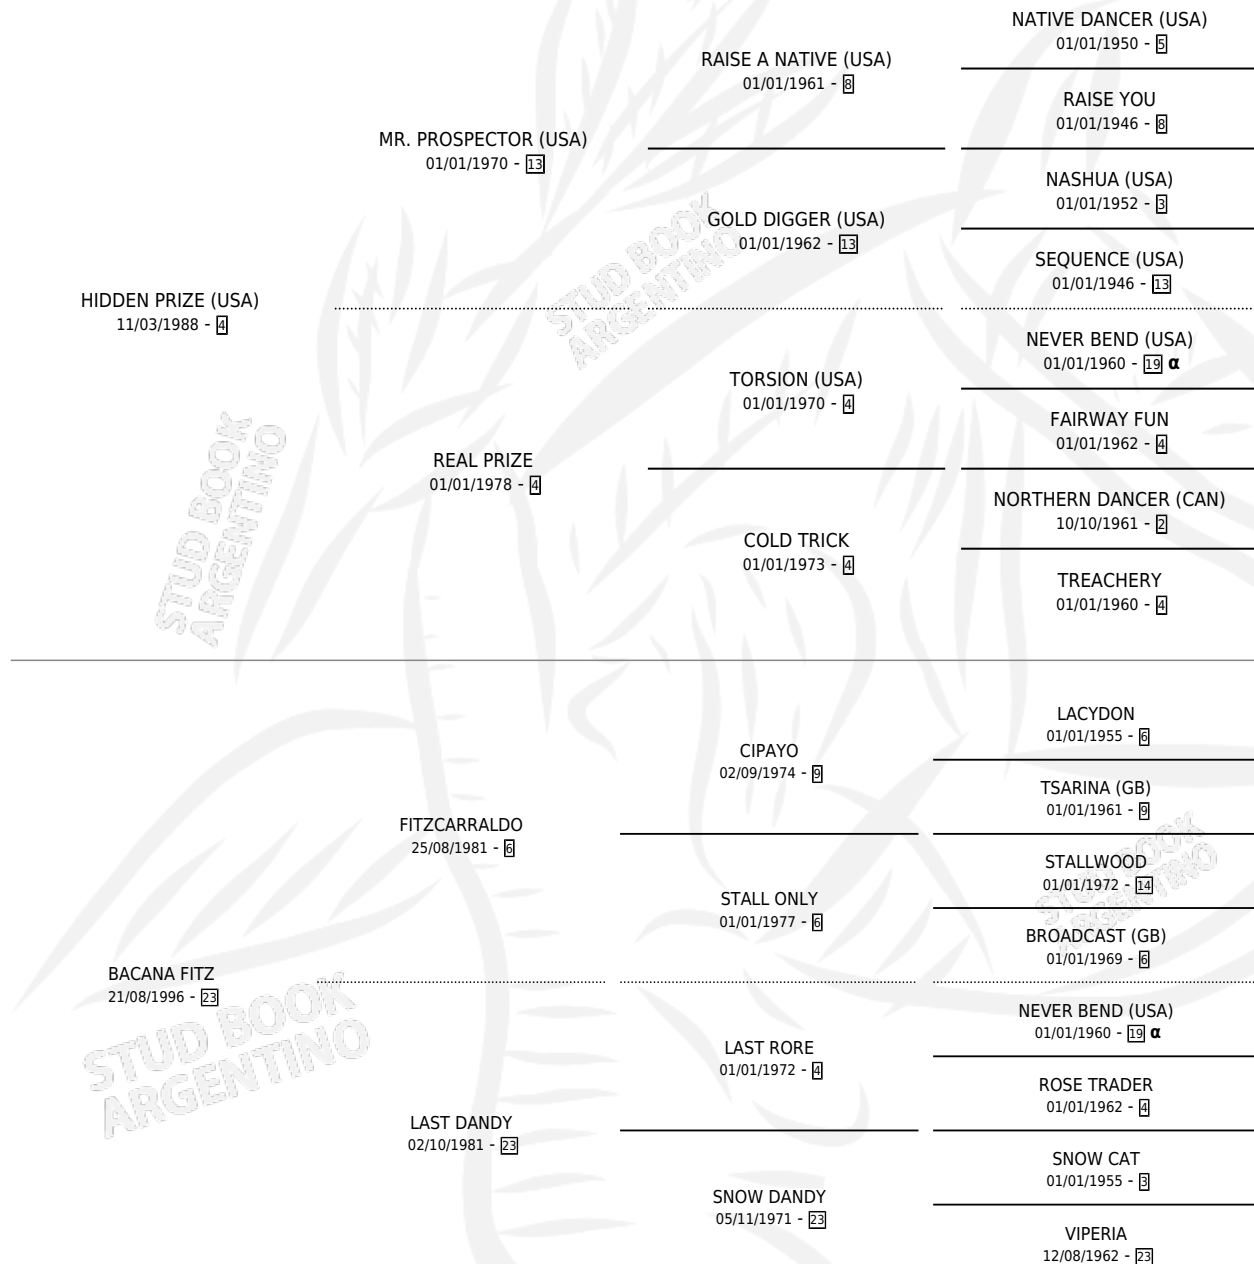 NATIVE DANCER (USA)
01/01/1950 - 5
RAISE A NATIVE (USA)
01/01/1961 - 8
RAISE YOU
01/01/1946 - 8
MR. PROSPECTOR (USA)
01/01/1970 - 13
NASHUA (USA)
01/01/1952 - 3
GOLD DIGGER (USA)
01/01/1962 - 13
SEQUENCE (USA)
01/01/1946 - 13
HIDDEN PRIZE (USA)
11/03/1988 - 4
NEVER BEND (USA)
01/01/1960 - 19 α
TORSION (USA)
01/01/1970 - 4
FAIRWAY FUN
01/01/1962 - 4
REAL PRIZE
01/01/1978 - 4
NORTHERN DANCER (CAN)
10/10/1961 - 2
COLD TRICK
01/01/1973 - 4
TREACHERY
01/01/1960 - 4
LACYDON
01/01/1955 - 6
CIPAYO
02/09/1974 - 9
TSARINA (GB)
01/01/1961 - 9
FITZCARRALDO
25/08/1981 - 6
STALLWOOD
01/01/1972 - 14
STALL ONLY
01/01/1977 - 6
BROADCAST (GB)
01/01/1969 - 6
BACANA FITZ
21/08/1996 - 23
NEVER BEND (USA)
01/01/1960 - 19 α
LAST RORE
01/01/1972 - 4
ROSE TRADER
01/01/1962 - 4
LAST DANDY
02/10/1981 - 23
SNOW CAT
01/01/1955 - 3
SNOW DANDY
05/11/1971 - 23
VIPERIA
12/08/1962 - 23
STUD BOOK
ARGENTINO
STUD BOOK
ARGENTINO
STUD BOOK
ARGENTINO
STUD BOOK
ARGENTINO